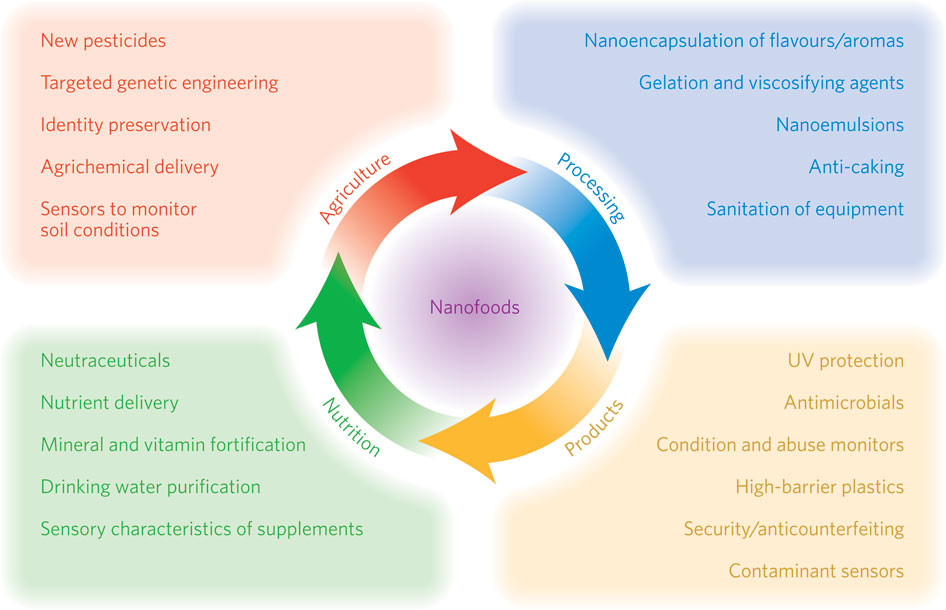 New pesticides
Targeted genetic engineering
Identity preservation
Agrichemical delivery
Sensors to monitor
soil conditions
Nanoencapsulation of flavours/aromas
Gelation and viscosifying agents
Nanoemulsions
Anti-caking
Sanitation of equipment
Agriculture
Processing
Nanofoods
Nutrition
Products
Neutraceuticals
Nutrient delivery
Mineral and vitamin fortification
Drinking water purification
Sensory characteristics of supplements
UV protection
Antimicrobials
Condition and abuse monitors
High-barrier plastics
Security/anticounterfeiting
Contaminant sensors